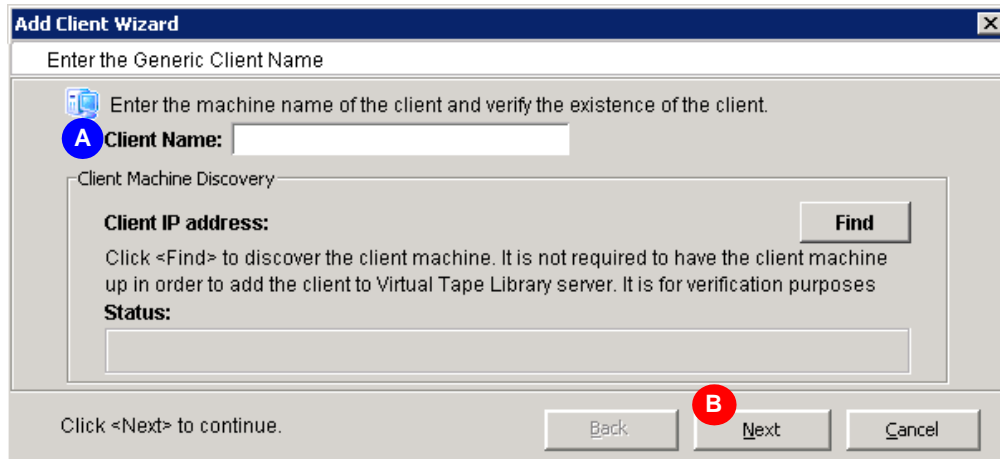 Add Client Wizard
Enter the Generic Client Name
Enter the machine name of the client and verify the existence of the client.
A Client Name:
Client Machine Discovery
Client IP address: Find
Click <Find> to discover the client machine. It is not required to have the client machine
up in order to add the client to Virtual Tape Library server. It is for verification purposes
Status:
B
Click <Next> to continue. Back Next Cancel